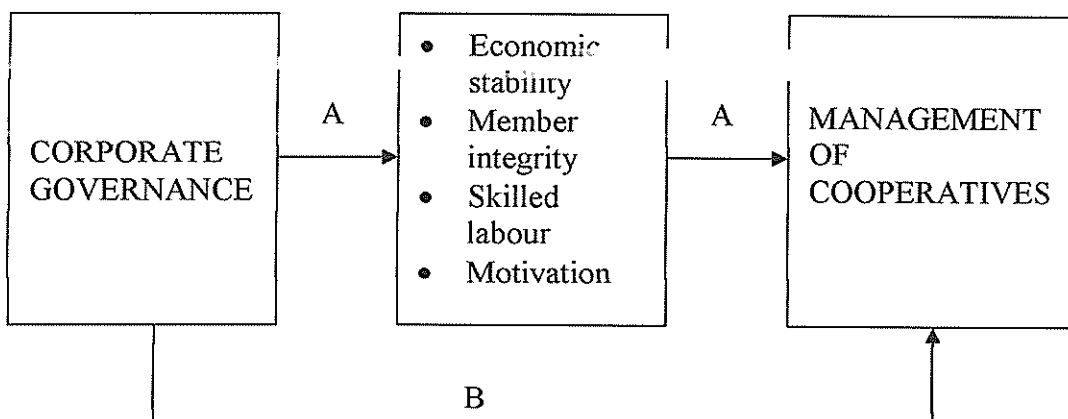 CORPORATE
GOVERNANCE
A
• Economic
stability
• Member
integrity
• Skilled
labour
• Motivation
A
MANAGEMENT
OF
COOPERATIVES
B